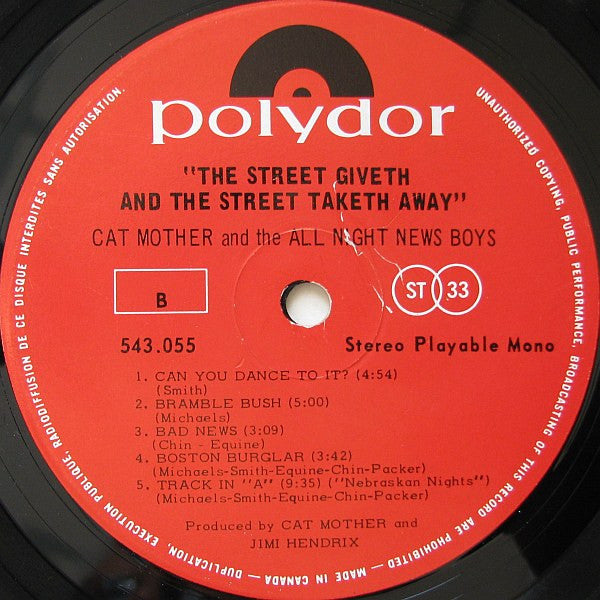 polydor
"THE STREET GIVETH
AND THE STREET TAKETH AWAY"
CAT MOTHER and the ALL NIGHT NEWS BOYS
B
ST 33
543.055
Stereo Playable Mono
1. CAN YOU DANCE TO IT? (4:54)
(Smith)
2. BRAMBLE BUSH (5:00)
(Michaels)
3. BAD NEWS (3:09)
(Chin - Equine)
4. BOSTON BURGLAR (3:42)
(Michaels-Smith-Equine-Chin-Packer)
5. TRACK IN "A" (9:35) ("Nebraskan Nights")
(Michaels-Smith-Equine-Chin-Packer)
Produced by CAT MOTHER and
JIMI HENDRIX
UNAUTHORIZED COPYING, PUBLIC PERFORMANCE, BROADCASTING OF THIS RECORD ARE PROHIBITED — MADE IN CANADA — DUPLICATION, EXECUTION PUBLIQUE, RADIODIFFUSION DE CE DISQUE INTERDITES SANS AUTORISATION.